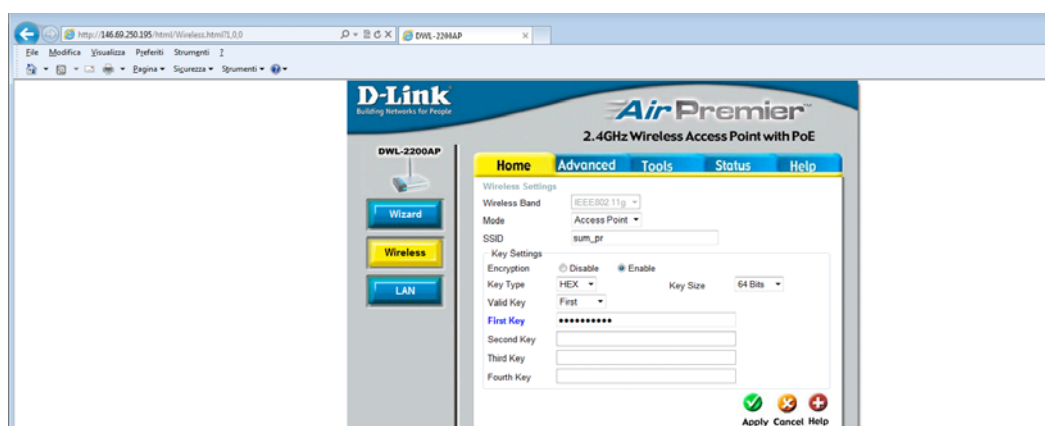 http://146.69.250.195/html/Wireless.html?1,0,0
DWL-2200AP
File Modifica Visualizza Preferiti Strumenti ?
Pagina Sicurezza Strumenti
D-Link
Building Networks for People
Air Premier™
2.4GHz Wireless Access Point with PoE
DWL-2200AP
Home Advanced Tools Status Help
Wizard
Wireless
LAN
Wireless Settings
Wireless Band IEEE802.11g
Mode Access Point
SSID sum_pr
Key Settings
Encryption Disable Enable
Key Type HEX Key Size 64 Bits
Valid Key First
First Key ••••••••••
Second Key
Third Key
Fourth Key
Apply Cancel Help